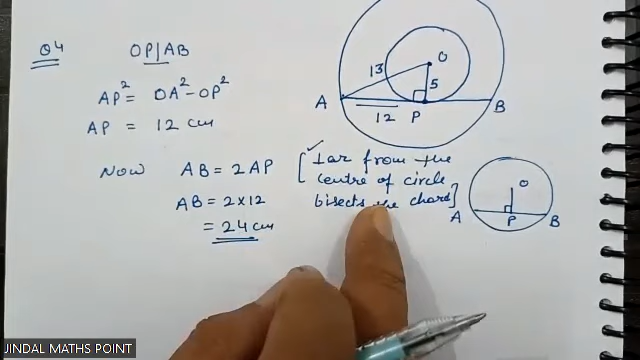 Q4 OP|AB
AP² = OA² - OP²
AP = 12 cm
Now AB = 2AP
AB = 2×12
= 24 cm
O
13
5
A
12
P
B
[⊥ar from the
centre of circle
bisects the chord]
O
A
P
B
JINDAL MATHS POINT